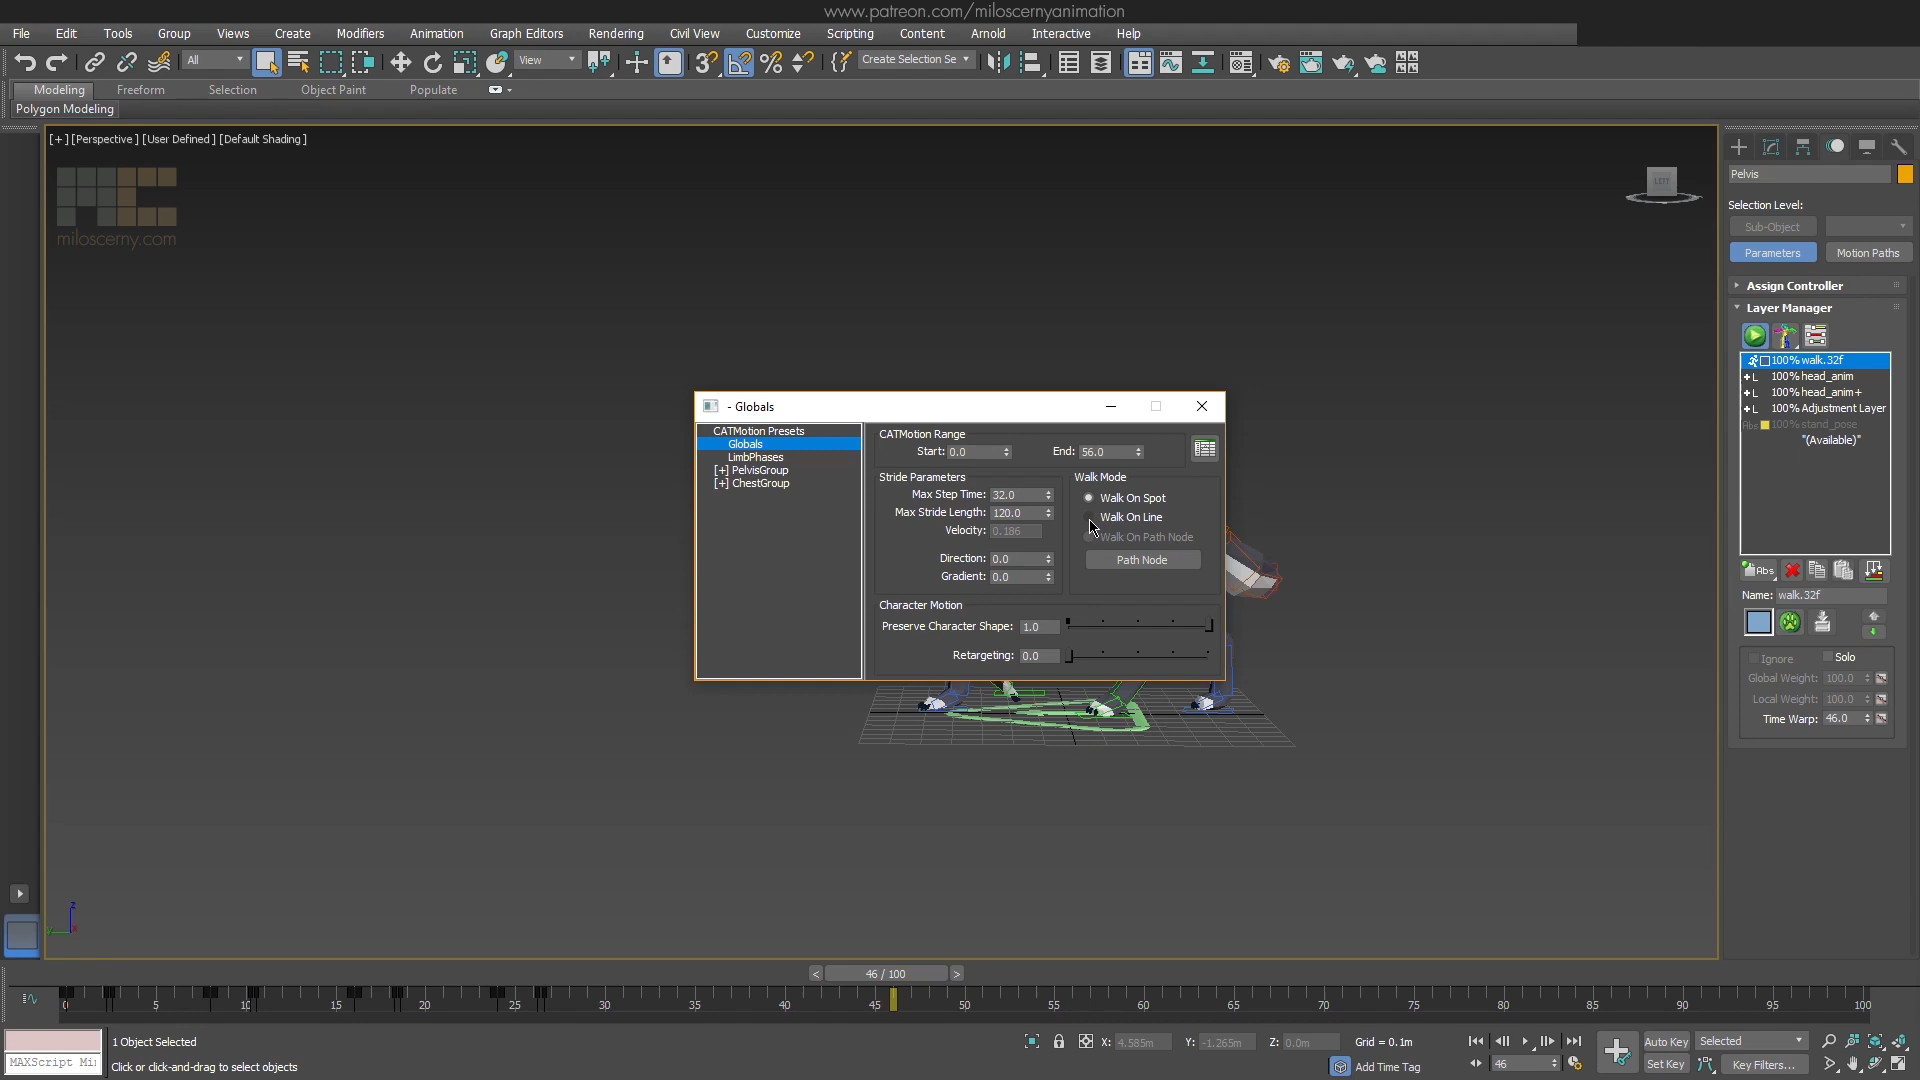 www.patreon.com/miloscernyanimation
File Edit Tools Group Views Create Modifiers Animation Graph Editors Rendering Civil View Customize Scripting Content Arnold Interactive Help
All View Create Selection Se
Modeling Freeform Selection Object Paint Populate
Polygon Modeling
[+] [Perspective] [User Defined] [Default Shading]
miloscerny.com
LEFT
Pelvis
Selection Level:
Sub-Object
Parameters Motion Paths
Assign Controller
Layer Manager
100% walk.32f
+ L 100% head_anim
+ L 100% head_anim+
+ L 100% Adjustment Layer
Abs 100% stand_pose
"(Available)"
Abs
Name: walk.32f
Ignore Solo
Global Weight: 100.0
Local Weight: 100.0
Time Warp: 46.0
- Globals
CATMotion Presets
Globals
LimbPhases
[+] PelvisGroup
[+] ChestGroup
CATMotion Range
Start: 0.0 End: 56.0
Stride Parameters
Max Step Time: 32.0
Max Stride Length: 120.0
Velocity: 0.186
Direction: 0.0
Gradient: 0.0
Walk Mode
Walk On Spot
Walk On Line
Walk On Path Node
Path Node
Character Motion
Preserve Character Shape: 1.0
Retargeting: 0.0
z
y
x
< 46 / 100 >
0 5 10 15 20 25 30 35 40 45 50 55 60 65 70 75 80 85 90 95 100
1 Object Selected
X: 4.585m Y: -1.265m Z: 0.0m Grid = 0.1m
Auto Key Selected
MAXScript Mi
Click or click-and-drag to select objects
Add Time Tag
46
Set Key Key Filters...